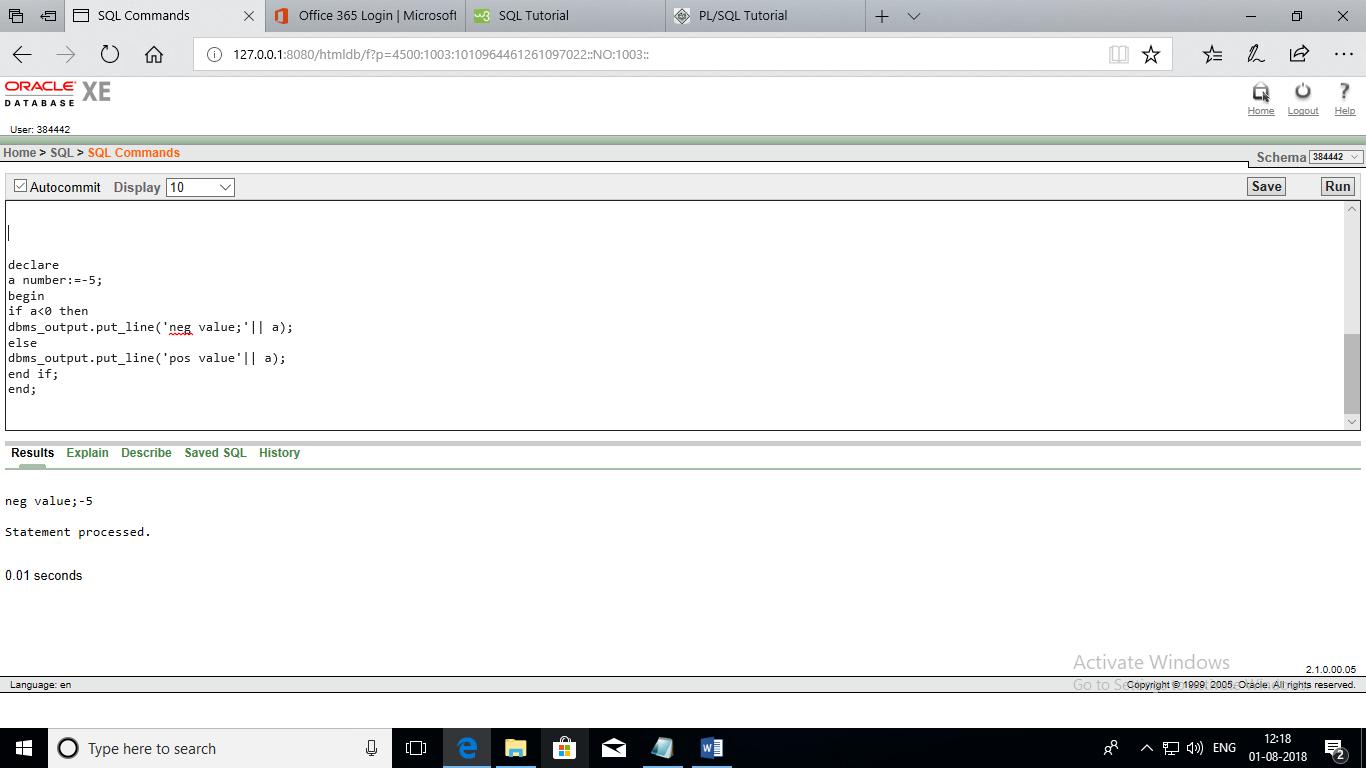 SQL Commands
Office 365 Login | Microsoft
SQL Tutorial
PL/SQL Tutorial
127.0.0.1:8080/htmldb/f?p=4500:1003:1010964461261097022::NO:1003::
ORACLE XE
DATABASE
Home Logout Help
User: 384442
Home > SQL > SQL Commands
Schema 384442
Autocommit Display 10
Save Run
declare
a number:=-5;
begin
if a<0 then
dbms_output.put_line('neg value;'|| a);
else
dbms_output.put_line('pos value'|| a);
end if;
end;
Results Explain Describe Saved SQL History
neg value;-5
Statement processed.
0.01 seconds
Activate Windows
2.1.0.00.05
Language: en
Go to
Copyright © 1999, 2005, Oracle. All rights reserved.
Type here to search
ENG
12:18
01-08-2018
2